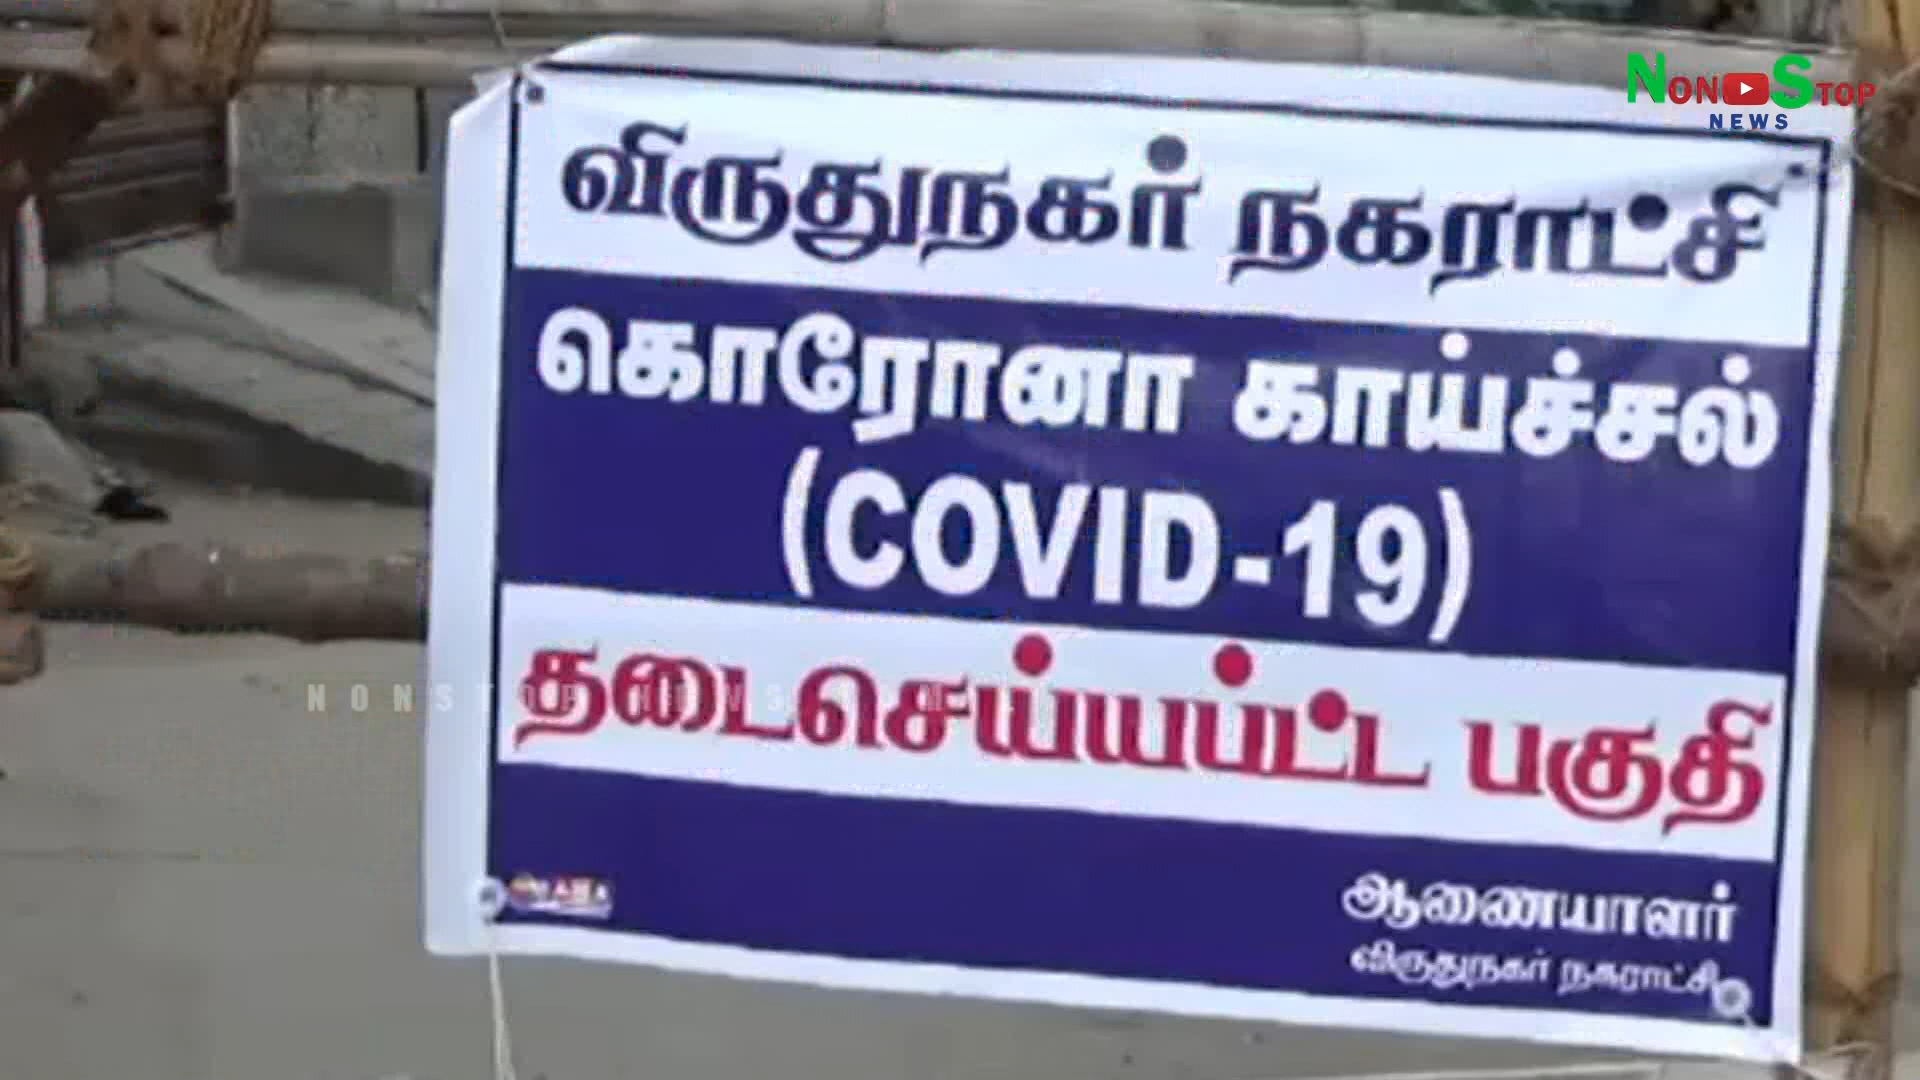 NON STOP
NEWS
விருதுநகர் நகராட்சி
கொரோனா காய்ச்சல்
(COVID-19)
தடைசெய்யப்பட்ட பகுதி
ஆணையாளர்
விருதுநகர் நகராட்சி